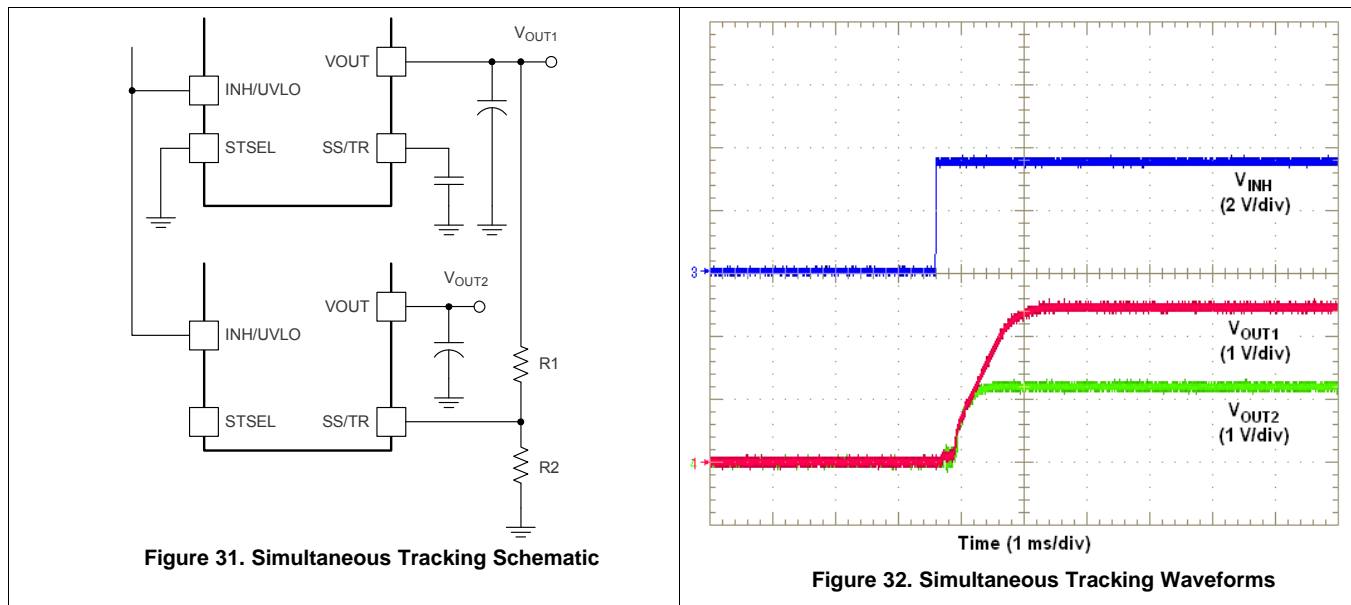 VOUT
VOUT1
INH/UVLO
STSEL
SS/TR
VOUT
VOUT2
INH/UVLO
STSEL
SS/TR
R1
R2
Figure 31. Simultaneous Tracking Schematic
VINH
(2 V/div)
3
VOUT1
(1 V/div)
VOUT2
(1 V/div)
4
Time (1 ms/div)
Figure 32. Simultaneous Tracking Waveforms